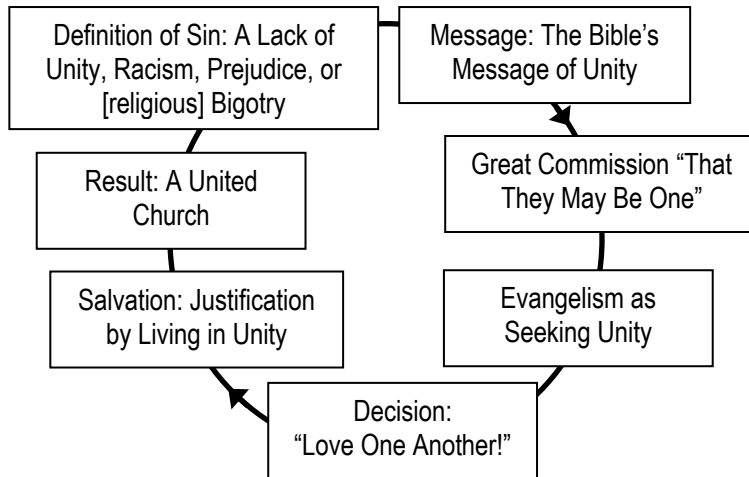 Definition of Sin: A Lack of
Unity, Racism, Prejudice, or
[religious] Bigotry
Message: The Bible’s
Message of Unity
Great Commission “That
They May Be One”
Evangelism as
Seeking Unity
Decision:
“Love One Another!”
Salvation: Justification
by Living in Unity
Result: A United
Church